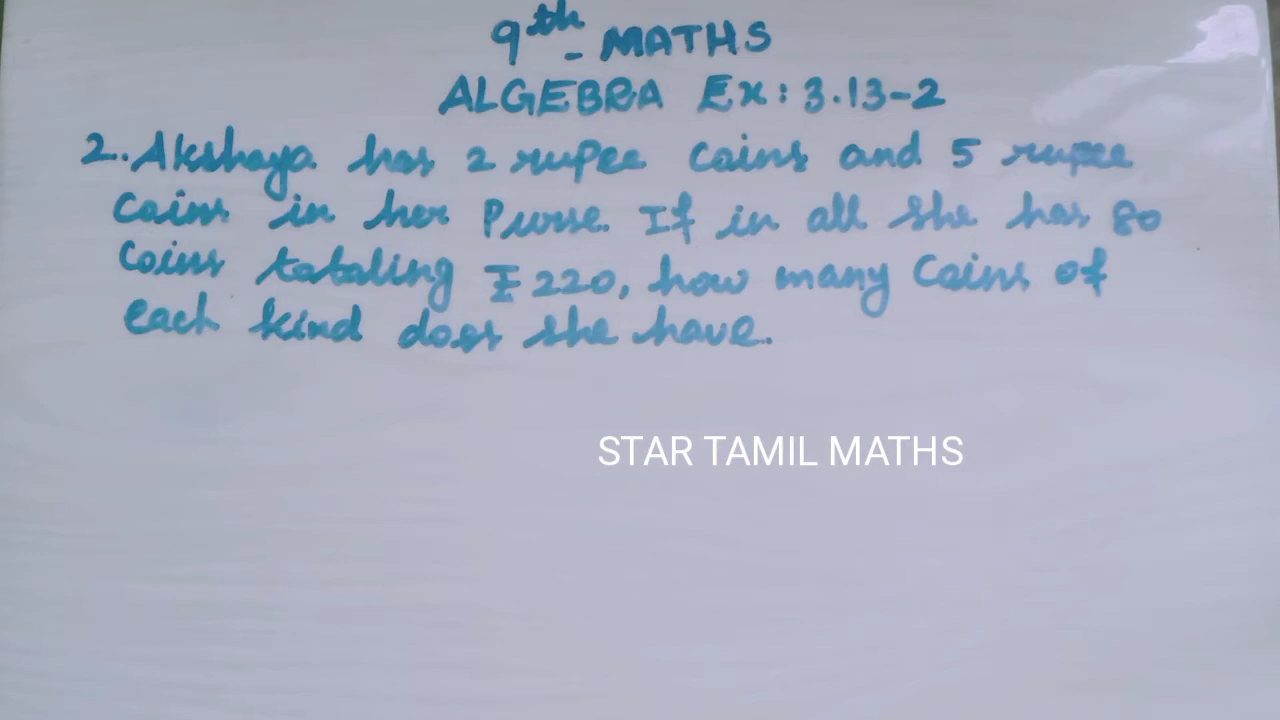 9th - MATHS
ALGEBRA Ex: 3.13-2
2. Akshaya has 2 rupee coins and 5 rupee
coins in her Purse. If in all she has 80
coins totaling ₹ 220, how many Coins of
each kind does she have.
STAR TAMIL MATHS